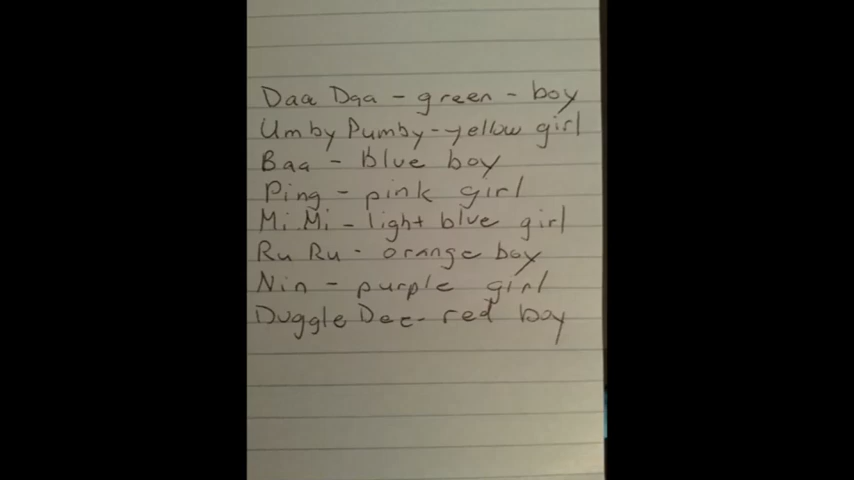 Daa Daa - green - boy
Umby Pumby - yellow girl
Baa - Blue boy
Ping - pink girl
Mi Mi - light blue girl
Ru Ru - orange boy
Nin - purple girl
Duggle Dee - red boy